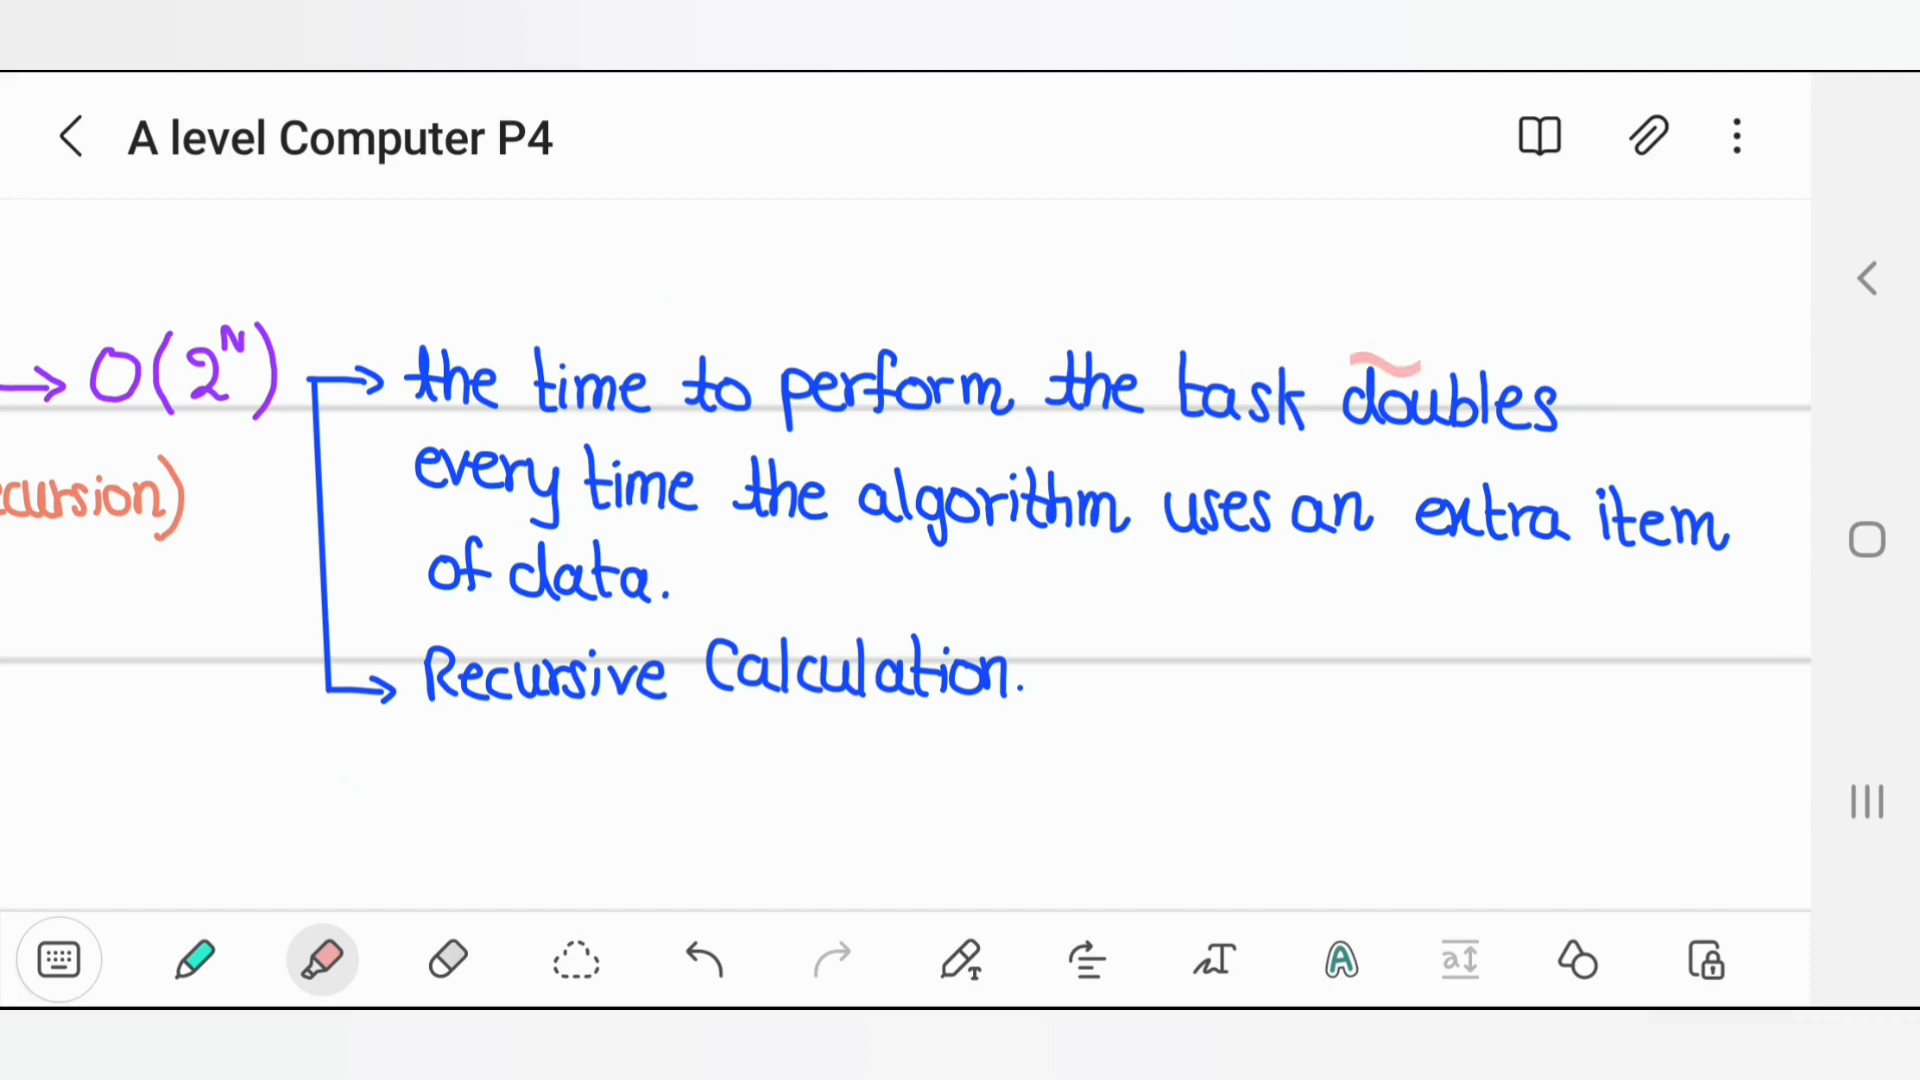 A level Computer P4
→ O(2^N) → the time to perform the task doubles
every time the algorithm uses an extra item
ecursion)
of data.
→ Recursive Calculation.